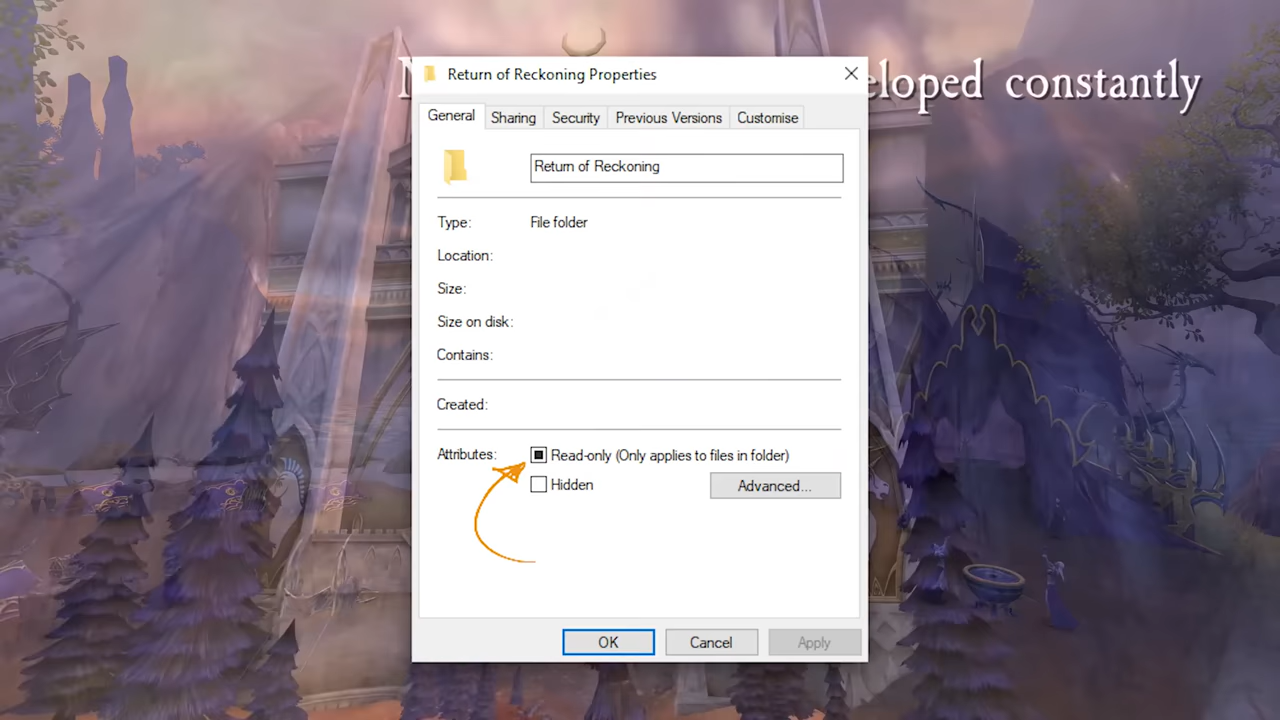 eloped constantly
Return of Reckoning Properties
General Sharing Security Previous Versions Customise
Return of Reckoning
Type: File folder
Location:
Size:
Size on disk:
Contains:
Created:
Attributes: Read-only (Only applies to files in folder)
Hidden Advanced...
OK Cancel Apply